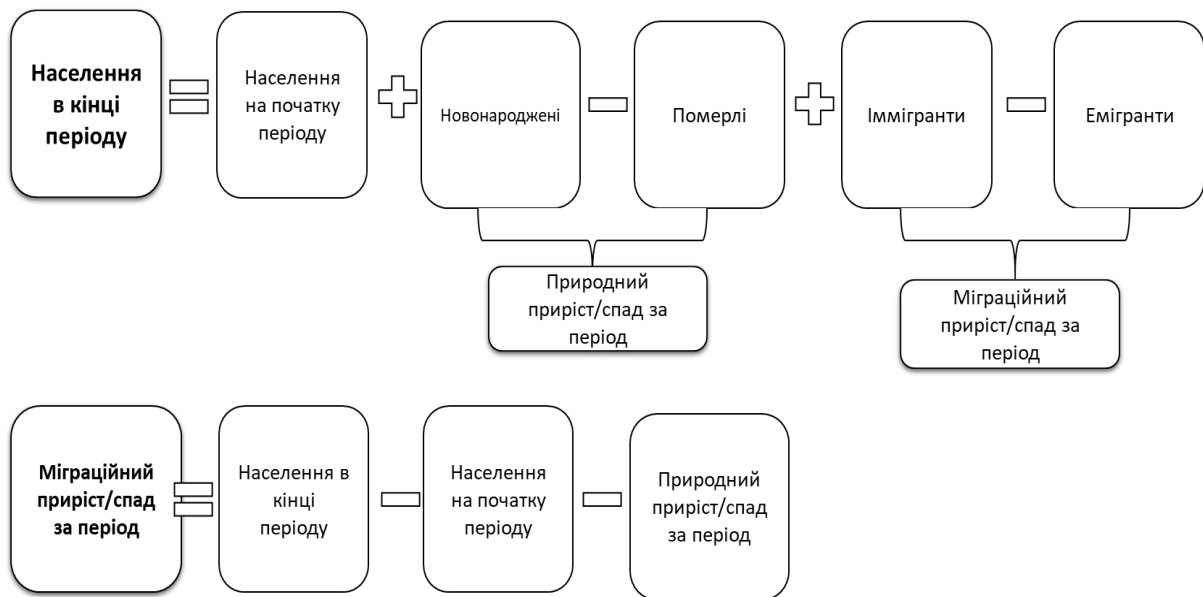 Населення
в кінці
періоду
Населення
на початку
періоду
Новонароджені
Померлі
Іммігранти
Емігранти
Природний
приріст/спад за
період
Міграційний
приріст/спад за
період
Міграційний
приріст/спад
за період
Населення в
кінці
періоду
Населення
на початку
періоду
Природний
приріст/спад
за період